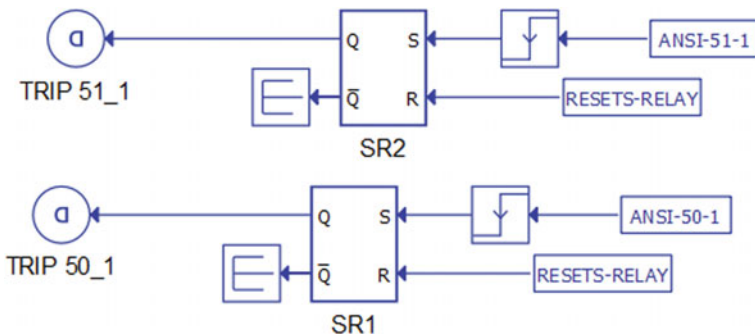 Q S ANSI-51-1
TRIP 51_1
Q̅ R RESETS-RELAY
SR2
Q S ANSI-50-1
TRIP 50_1
Q̅ R RESETS-RELAY
SR1